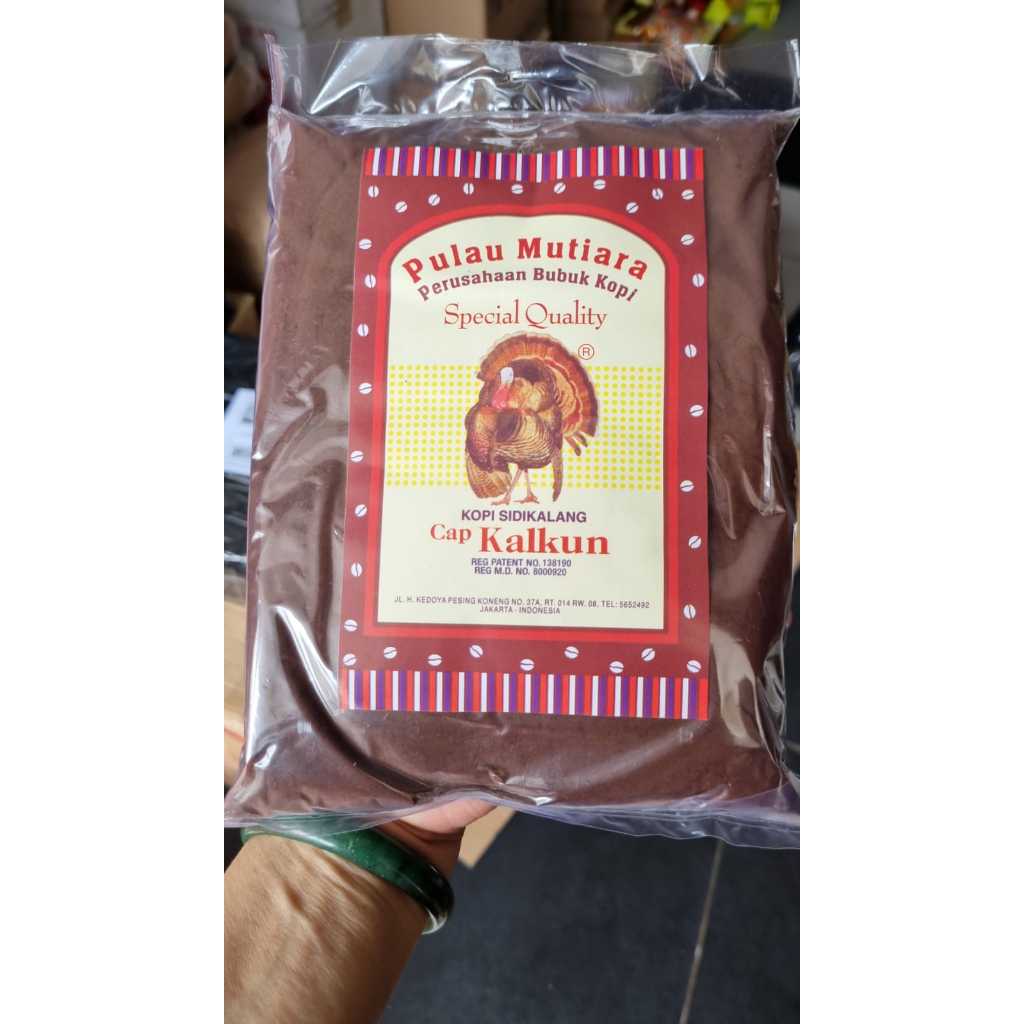 Pulau Mutiara
Perusahaan Bubuk Kopi
Special Quality
®
KOPI SIDIKALANG
Cap Kalkun
REG PATENT NO. 138190
REG M.D. NO. 8000920
JL. H. KEDOYA PESING KONENG NO. 37A, RT. 014 RW. 08, TEL: 5652492
JAKARTA - INDONESIA